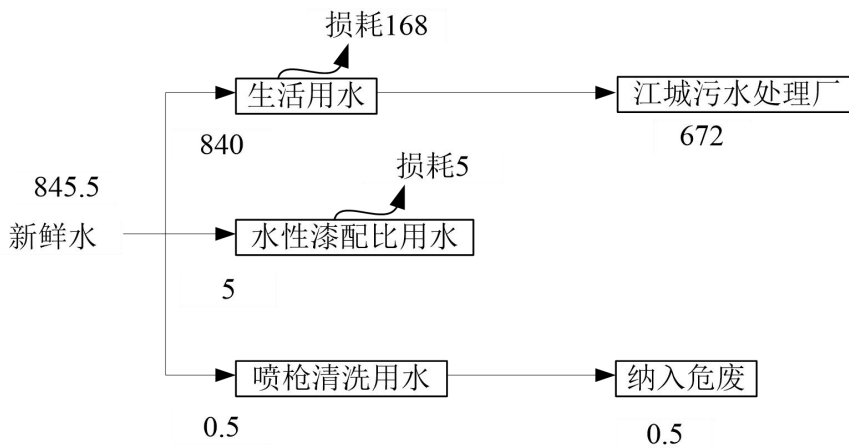 损耗168
生活用水
江城污水处理厂
840
672
损耗5
845.5
新鲜水
水性漆配比用水
5
喷枪清洗用水
纳入危废
0.5
0.5